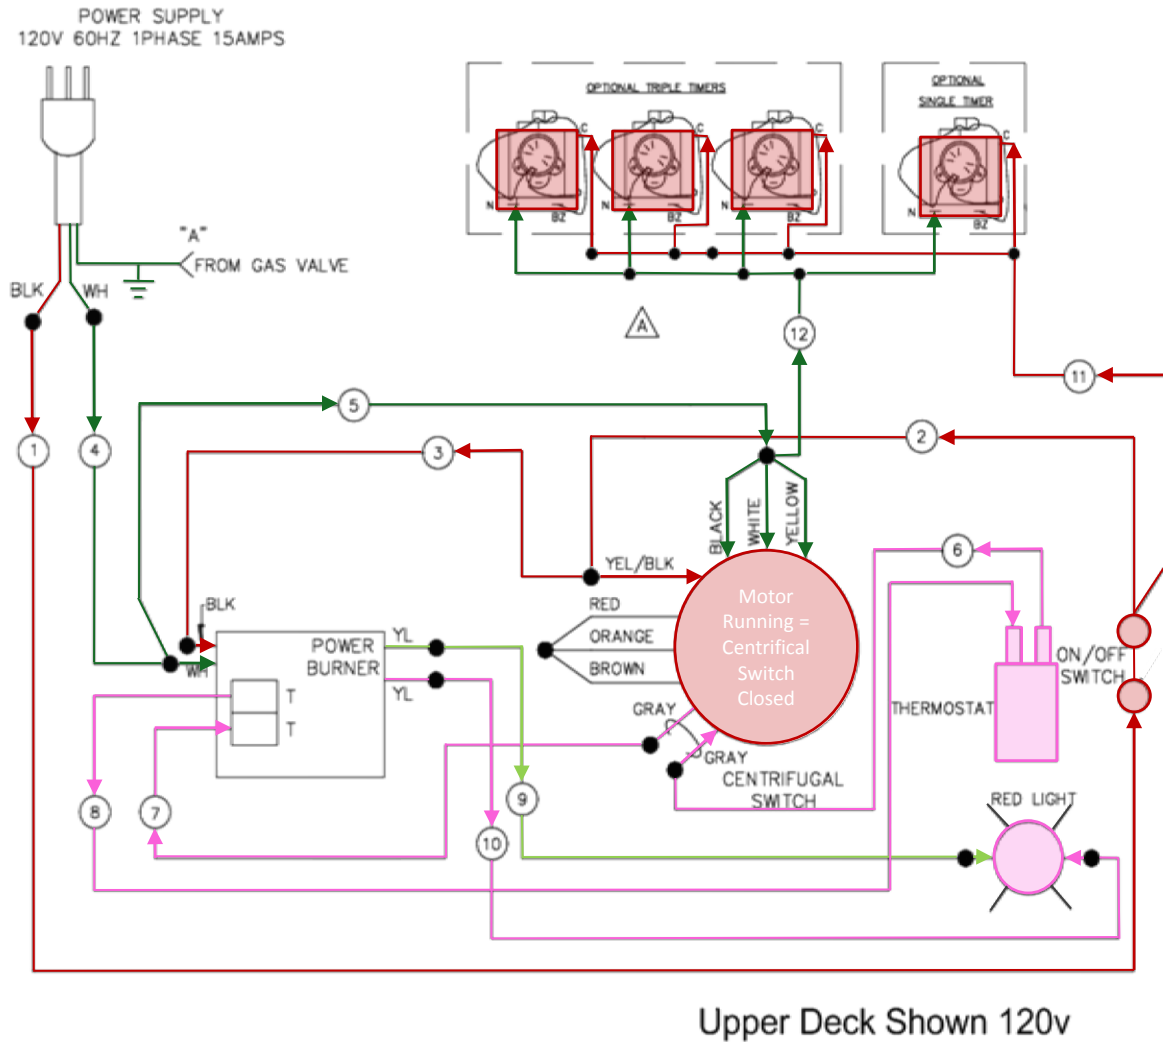 POWER SUPPLY
120V 60HZ 1PHASE 15AMPS
OPTIONAL TRIPLE TIMERS
OPTIONAL
SINGLE TIMER
C
C
C
C
N
BZ
BZ
BZ
N
BZ
"A"
FROM GAS VALVE
BLK
WH
A
12
11
5
2
1
4
3
BLACK
WHITE
YELLOW
6
YEL/BLK
BLK
RED
ORANGE
BROWN
Motor
Running =
Centrifical
Switch
Closed
POWER
BURNER
YL
YL
WH
T
T
ON/OFF
SWITCH
THERMOSTAT
GRAY
GRAY
CENTRIFUGAL
SWITCH
8
7
9
10
RED LIGHT
Upper Deck Shown 120v